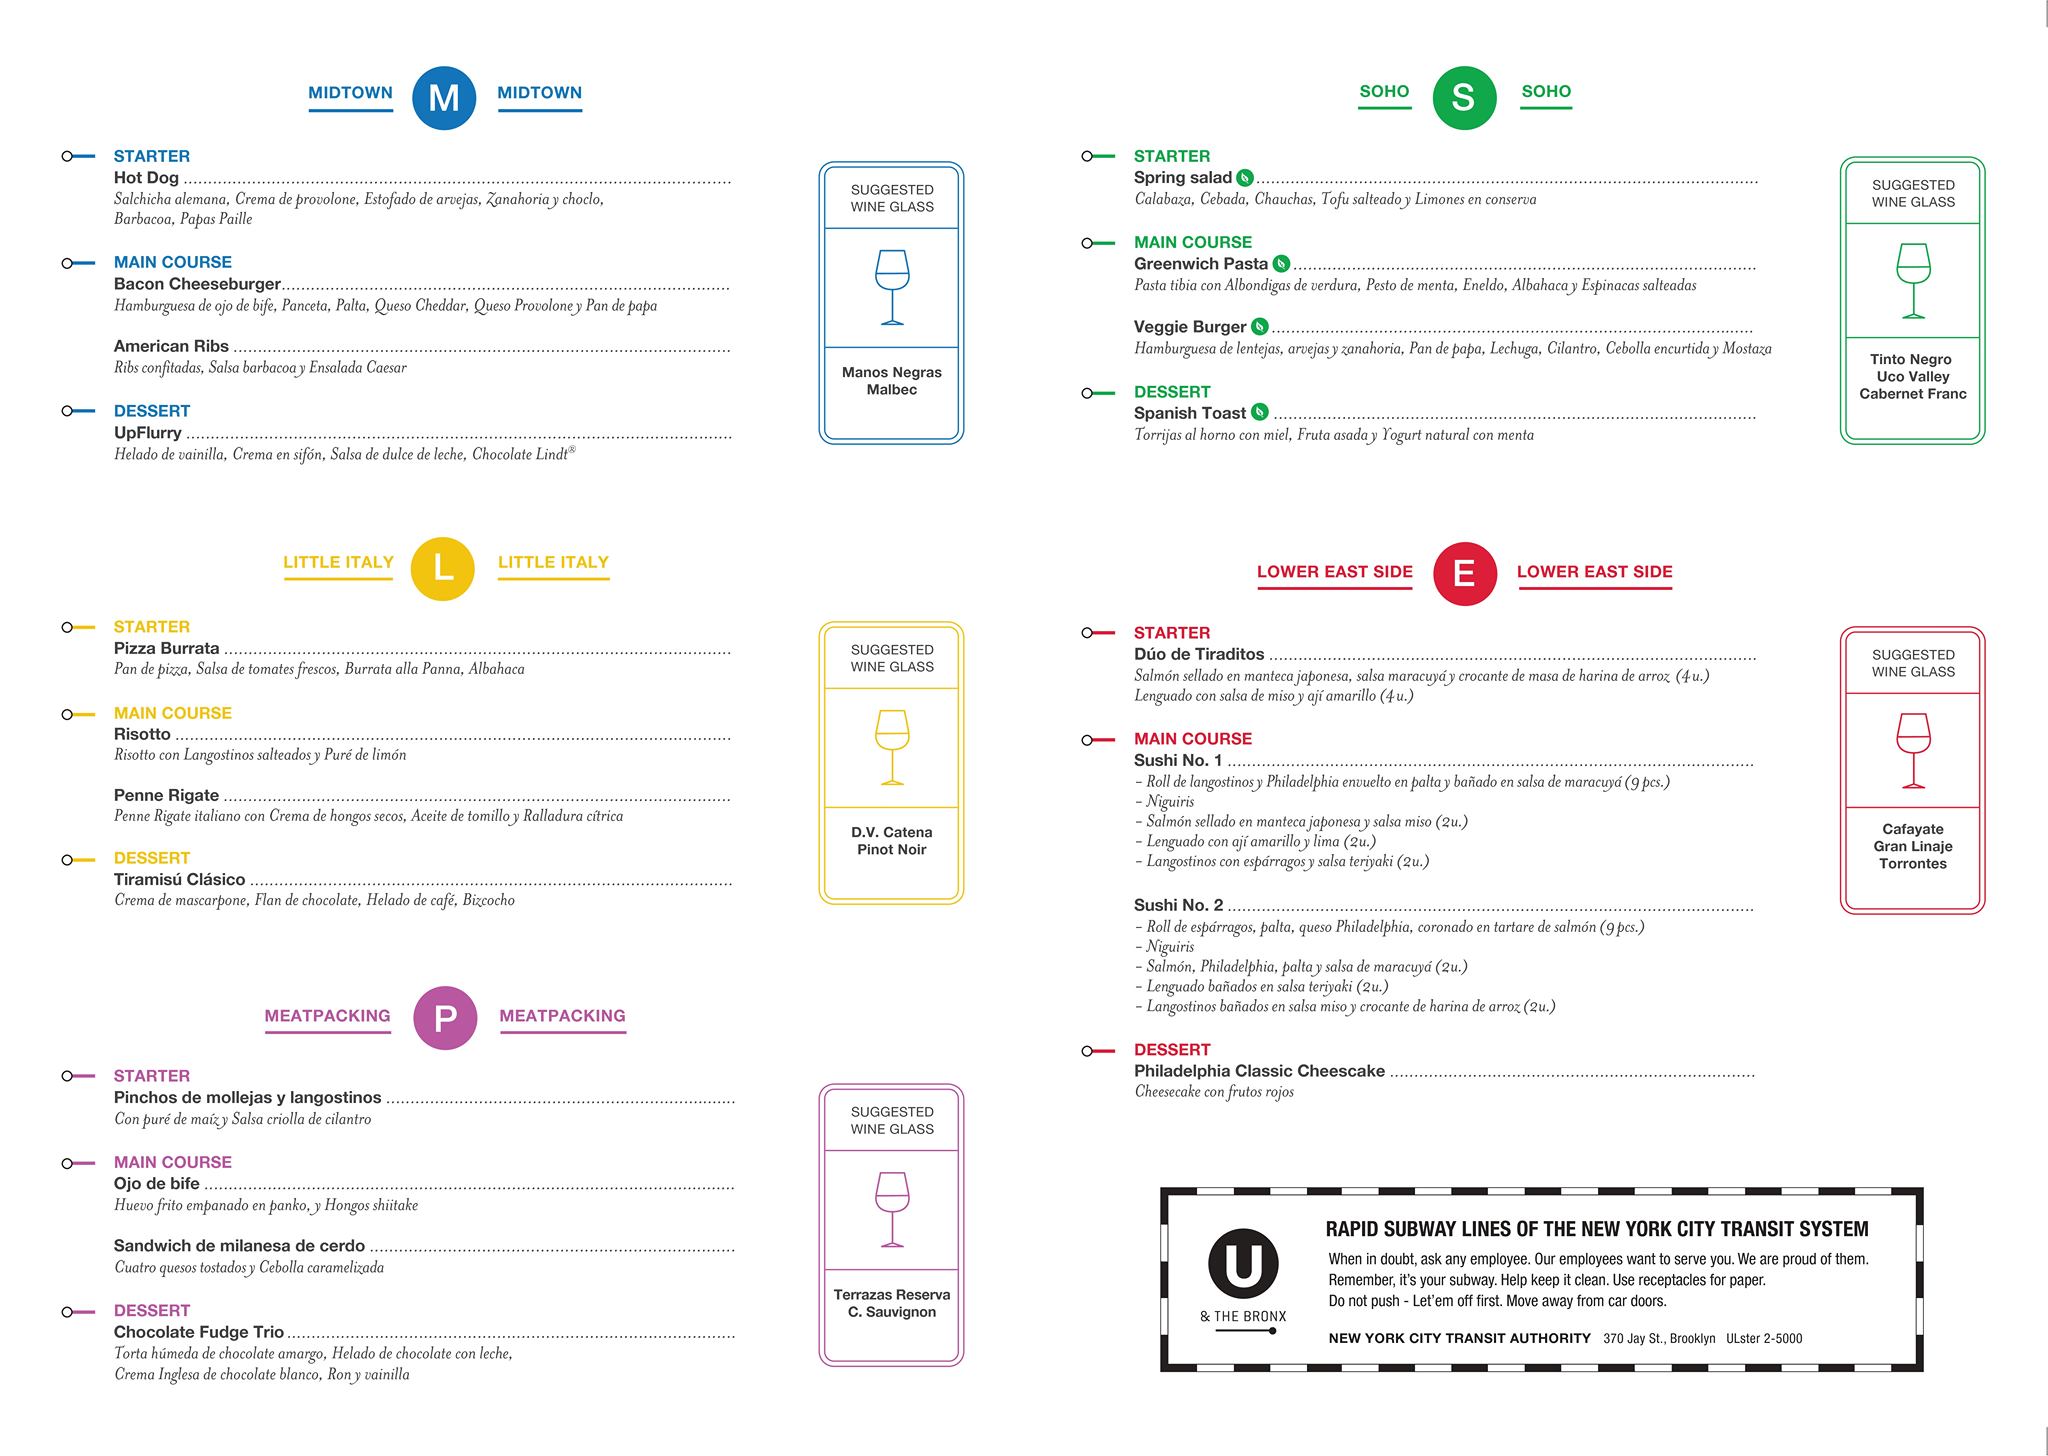 MIDTOWN M MIDTOWN
STARTER
Hot Dog
Salchicha alemana, Crema de provolone, Estofado de arvejas, Zanahoria y choclo,
Barbacoa, Papas Paille
MAIN COURSE
Bacon Cheeseburger
Hamburguesa de ojo de bife, Panceta, Palta, Queso Cheddar, Queso Provolone y Pan de papa
American Ribs
Ribs confitadas, Salsa barbacoa y Ensalada Caesar
DESSERT
UpFlurry
Helado de vainilla, Crema en sifón, Salsa de dulce de leche, Chocolate Lindt®
SUGGESTED
WINE GLASS
Manos Negras
Malbec
LITTLE ITALY L LITTLE ITALY
STARTER
Pizza Burrata
Pan de pizza, Salsa de tomates frescos, Burrata alla Panna, Albahaca
MAIN COURSE
Risotto
Risotto con Langostinos salteados y Puré de limón
Penne Rigate
Penne Rigate italiano con Crema de hongos secos, Aceite de tomillo y Ralladura cítrica
DESSERT
Tiramisú Clásico
Crema de mascarpone, Flan de chocolate, Helado de café, Bizcocho
SUGGESTED
WINE GLASS
D.V. Catena
Pinot Noir
MEATPACKING P MEATPACKING
STARTER
Pinchos de mollejas y langostinos
Con puré de maíz y Salsa criolla de cilantro
MAIN COURSE
Ojo de bife
Huevo frito empanado en panko, y Hongos shiitake
Sandwich de milanesa de cerdo
Cuatro quesos tostados y Cebolla caramelizada
DESSERT
Chocolate Fudge Trio
Torta húmeda de chocolate amargo, Helado de chocolate con leche,
Crema Inglesa de chocolate blanco, Ron y vainilla
SUGGESTED
WINE GLASS
Terrazas Reserva
C. Sauvignon
SOHO S SOHO
STARTER
Spring salad
Calabaza, Cebada, Chauchas, Tofu salteado y Limones en conserva
MAIN COURSE
Greenwich Pasta
Pasta tibia con Albondigas de verdura, Pesto de menta, Eneldo, Albahaca y Espinacas salteadas
Veggie Burger
Hamburguesa de lentejas, arvejas y zanahoria, Pan de papa, Lechuga, Cilantro, Cebolla encurtida y Mostaza
DESSERT
Spanish Toast
Torrijas al horno con miel, Fruta asada y Yogurt natural con menta
SUGGESTED
WINE GLASS
Tinto Negro
Uco Valley
Cabernet Franc
LOWER EAST SIDE E LOWER EAST SIDE
STARTER
Dúo de Tiraditos
Salmón sellado en manteca japonesa, salsa maracuyá y crocante de masa de harina de arroz (4u.)
Lenguado con salsa de miso y ají amarillo (4u.)
MAIN COURSE
Sushi No. 1
- Roll de langostinos y Philadelphia envuelto en palta y bañado en salsa de maracuyá (9 pcs.)
- Niguiris
- Salmón sellado en manteca japonesa y salsa miso (2u.)
- Lenguado con ají amarillo y lima (2u.)
- Langostinos con espárragos y salsa teriyaki (2u.)
Sushi No. 2
- Roll de espárragos, palta, queso Philadelphia, coronado en tartare de salmón (9 pcs.)
- Niguiris
- Salmón, Philadelphia, palta y salsa de maracuyá (2u.)
- Lenguado bañados en salsa teriyaki (2u.)
- Langostinos bañados en salsa miso y crocante de harina de arroz (2u.)
DESSERT
Philadelphia Classic Cheescake
Cheesecake con frutos rojos
SUGGESTED
WINE GLASS
Cafayate
Gran Linaje
Torrontes
U
& THE BRONX
RAPID SUBWAY LINES OF THE NEW YORK CITY TRANSIT SYSTEM
When in doubt, ask any employee. Our employees want to serve you. We are proud of them.
Remember, it's your subway. Help keep it clean. Use receptacles for paper.
Do not push - Let'em off first. Move away from car doors.
NEW YORK CITY TRANSIT AUTHORITY 370 Jay St., Brooklyn ULster 2-5000